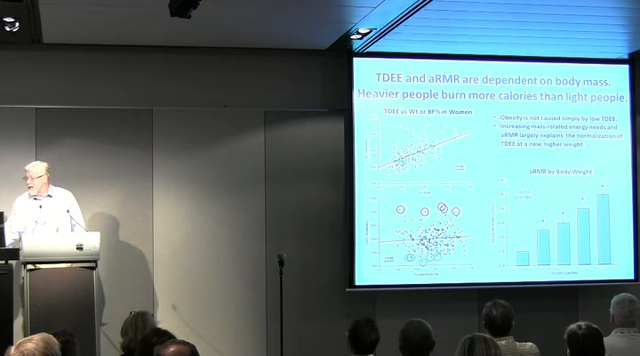 TDEE and aRMR are dependent on body mass.
Heavier people burn more calories than light people.
TDEE vs Wt or BF% in Women
• Obesity is not caused simply by low TDEE.
• Increasing mass-related energy needs and
aRMR largely explains the normalization of
TDEE at a new, higher weight.
aRMR by Body Weight